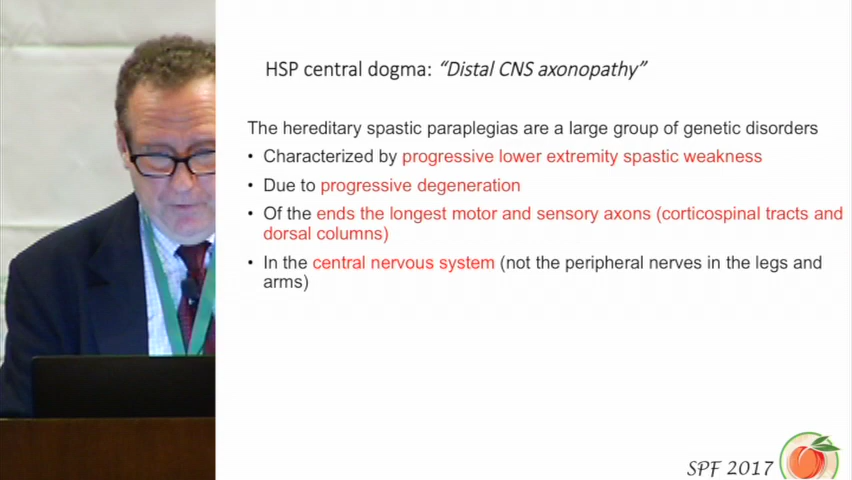 HSP central dogma: “Distal CNS axonopathy”
The hereditary spastic paraplegias are a large group of genetic disorders
• Characterized by progressive lower extremity spastic weakness
• Due to progressive degeneration
• Of the ends the longest motor and sensory axons (corticospinal tracts and
dorsal columns)
• In the central nervous system (not the peripheral nerves in the legs and
arms)
SPF 2017